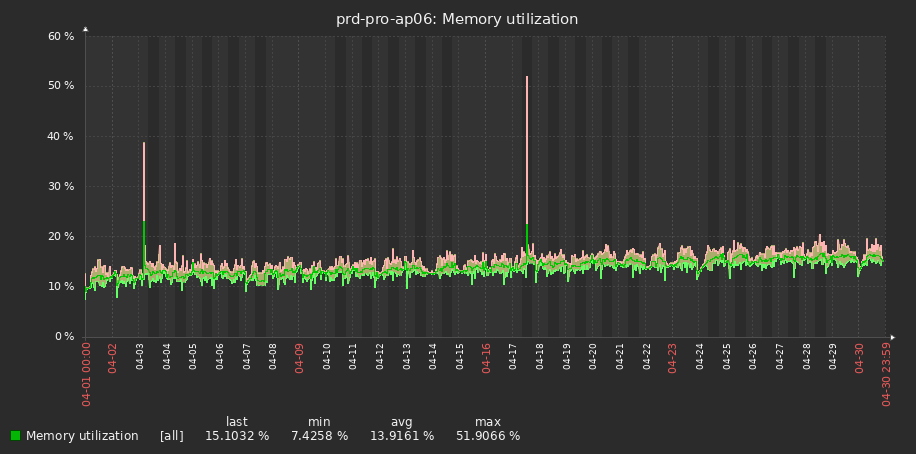 prd-pro-ap06: Memory utilization
60 %
50 %
40 %
30 %
20 %
10 %
0 %
04-01 00:00 04-02 04-03 04-04 04-05 04-06 04-07 04-08 04-09 04-10 04-11 04-12 04-13 04-14 04-15 04-16 04-17 04-18 04-19 04-20 04-21 04-22 04-23 04-24 04-25 04-26 04-27 04-28 04-29 04-30 04-30 23:59
last min avg max
Memory utilization [all] 15.1032 % 7.4258 % 13.9161 % 51.9066 %